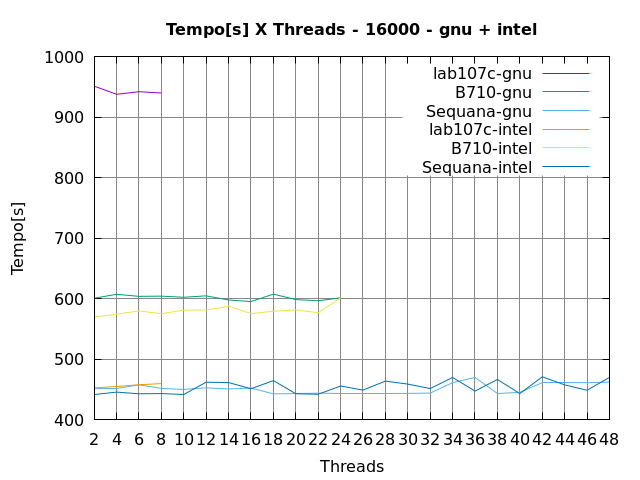 Tempo[s] X Threads - 16000 - gnu + intel
1000
900
800
700
600
500
400
Tempo[s]
lab107c-gnu
B710-gnu
Sequana-gnu
lab107c-intel
B710-intel
Sequana-intel
2 4 6 8 10 12 14 16 18 20 22 24 26 28 30 32 34 36 38 40 42 44 46 48
Threads